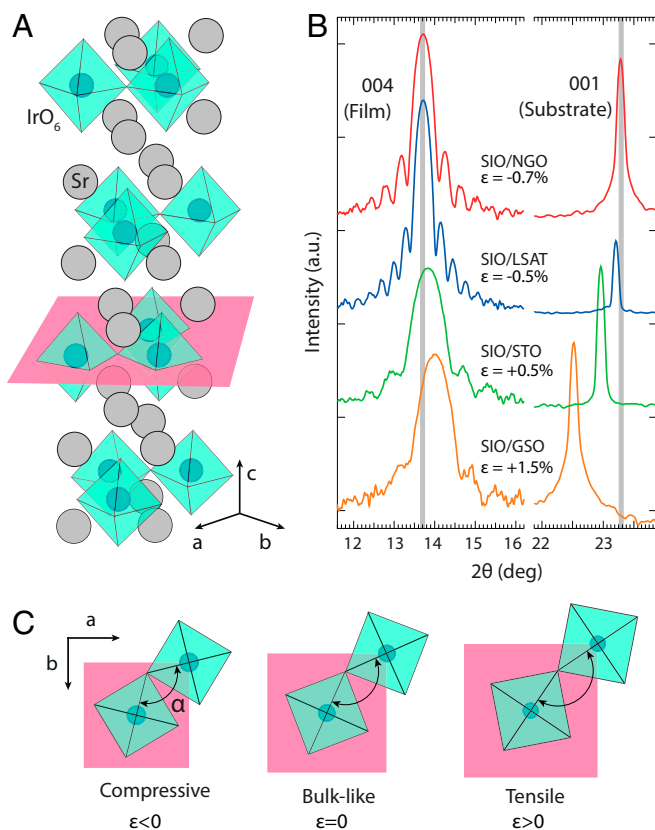 A
IrO6
Sr
c
a
b
B
004
(Film)
001
(Substrate)
SIO/NGO
ε = -0.7%
SIO/LSAT
ε = -0.5%
SIO/STO
ε = +0.5%
SIO/GSO
ε = +1.5%
Intensity (a.u.)
12 13 14 15 16 22 23
2θ (deg)
C
a
b
α
Compressive
ε<0
Bulk-like
ε=0
Tensile
ε>0